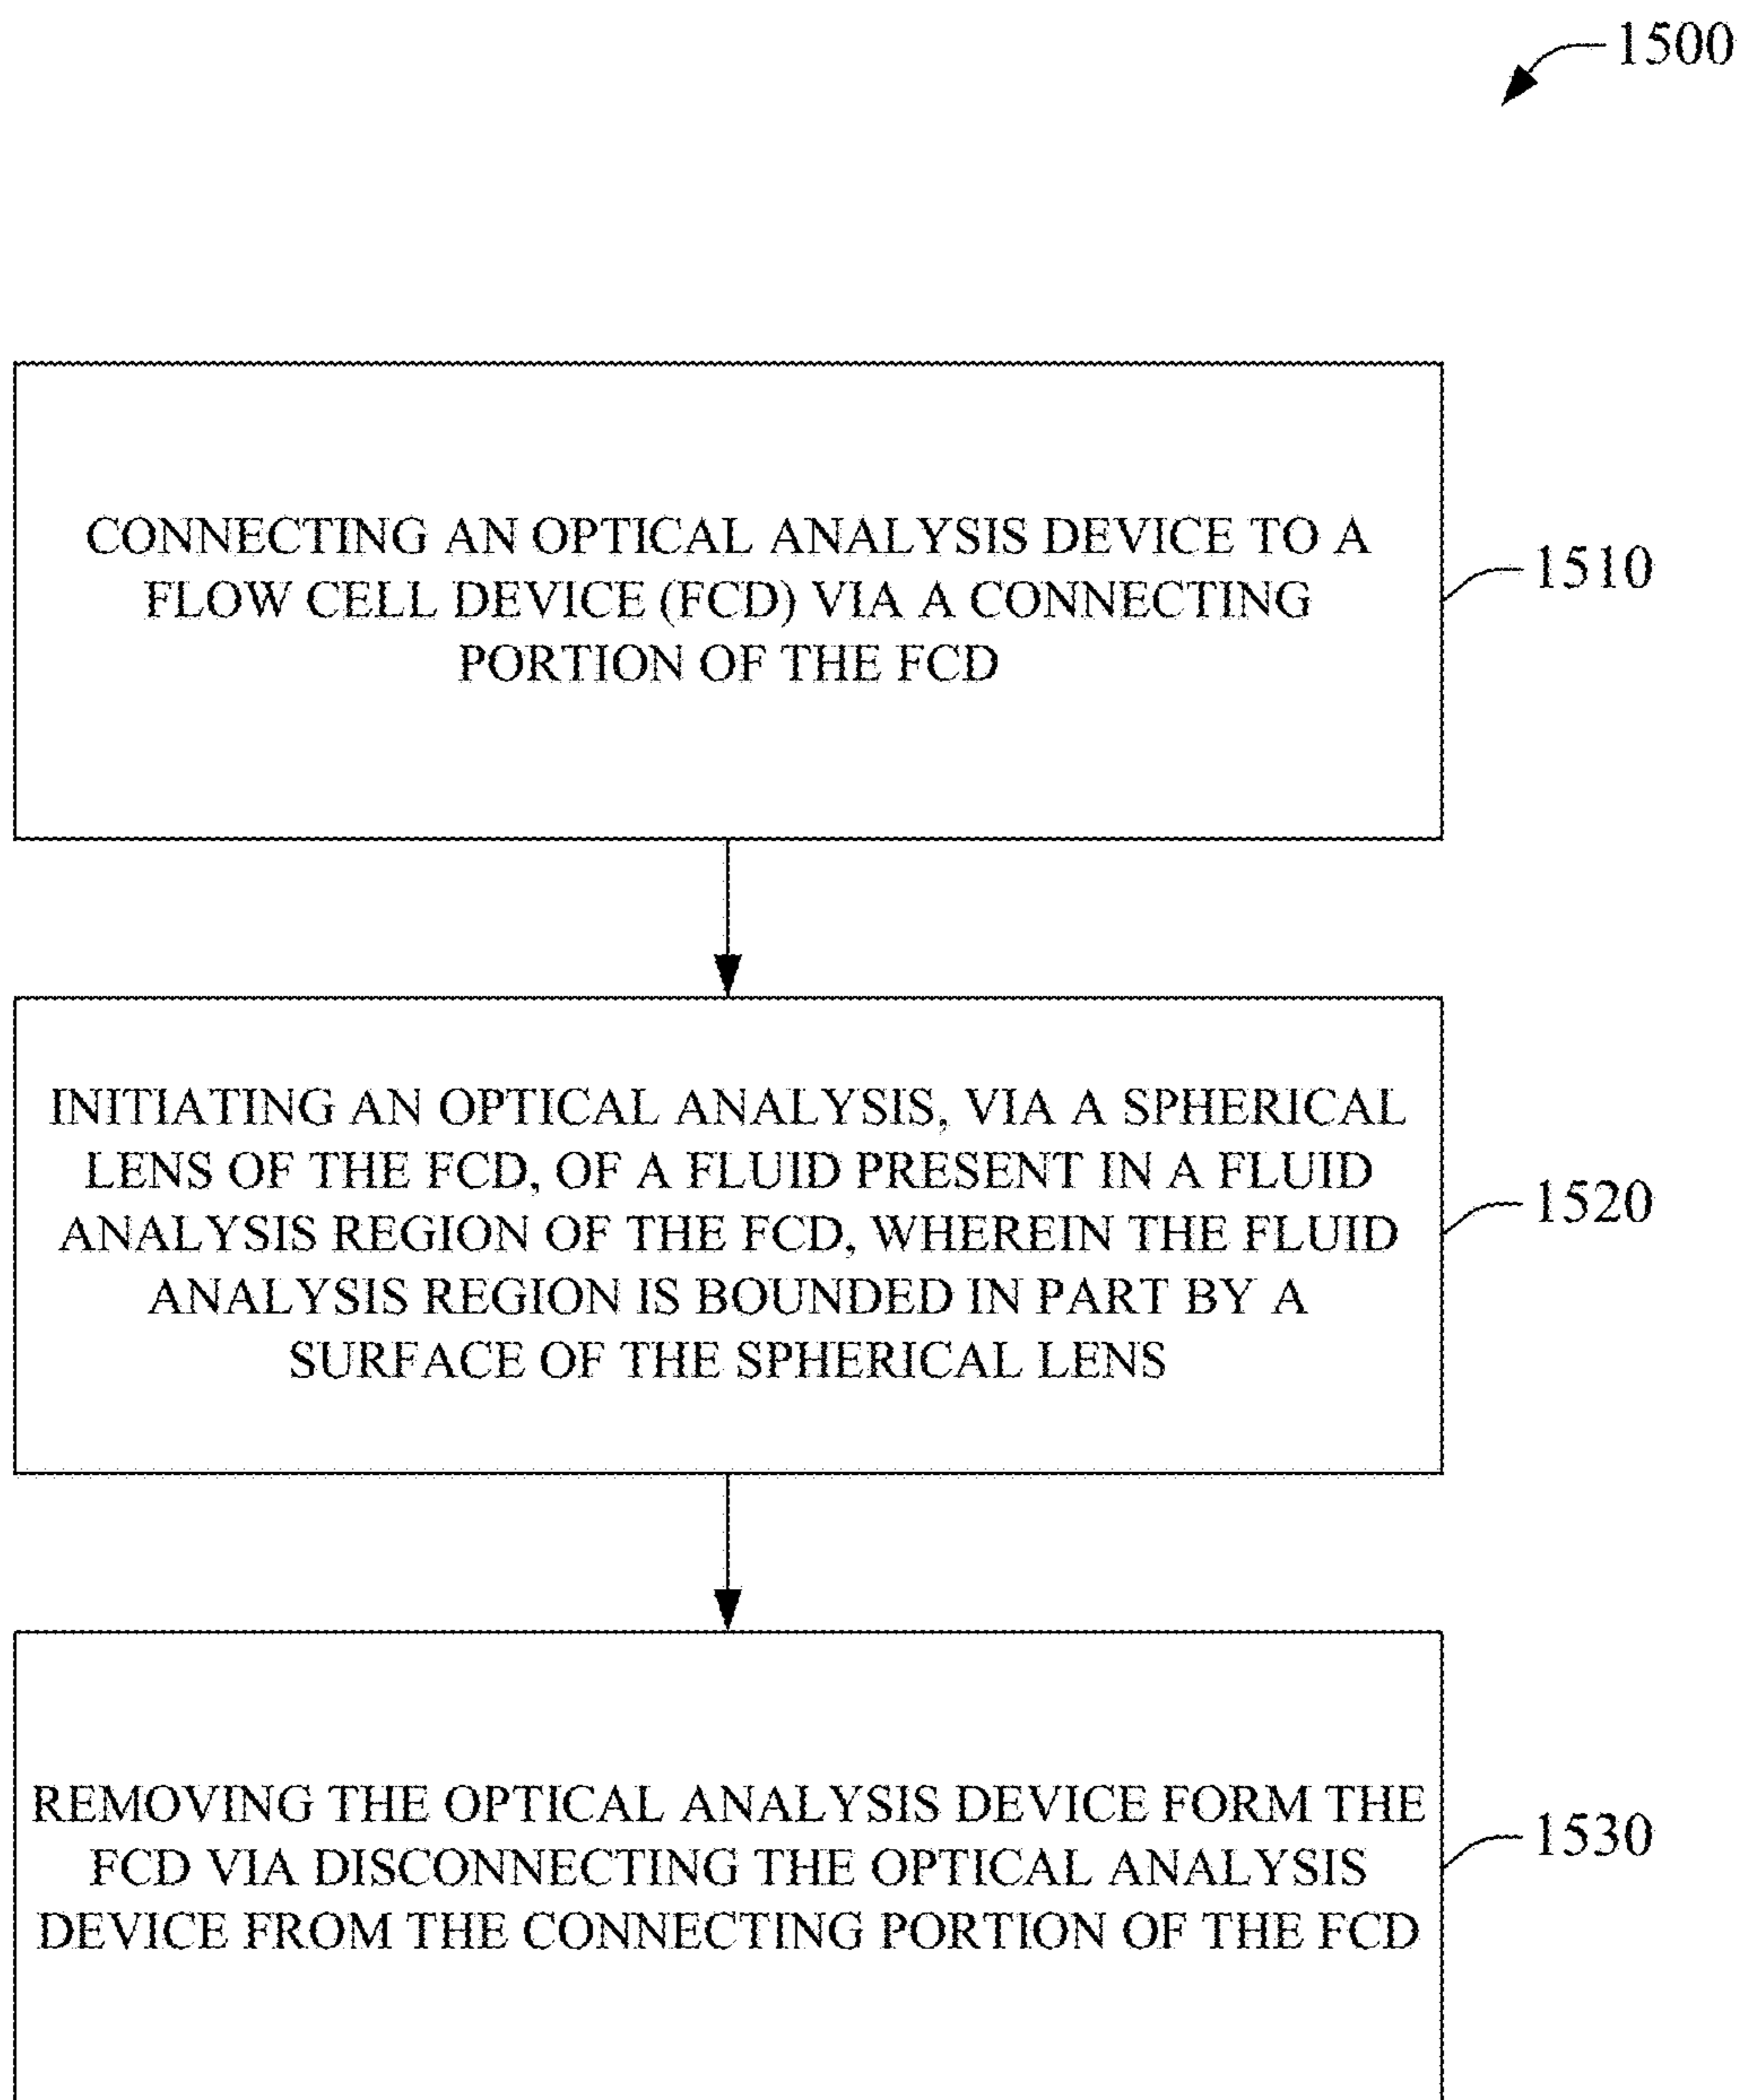 1500
CONNECTING AN OPTICAL ANALYSIS DEVICE TO A
FLOW CELL DEVICE (FCD) VIA A CONNECTING
PORTION OF THE FCD
1510
INITIATING AN OPTICAL ANALYSIS, VIA A SPHERICAL
LENS OF THE FCD, OF A FLUID PRESENT IN A FLUID
ANALYSIS REGION OF THE FCD, WHEREIN THE FLUID
ANALYSIS REGION IS BOUNDED IN PART BY A
SURFACE OF THE SPHERICAL LENS
1520
REMOVING THE OPTICAL ANALYSIS DEVICE FORM THE
FCD VIA DISCONNECTING THE OPTICAL ANALYSIS
DEVICE FROM THE CONNECTING PORTION OF THE FCD
1530